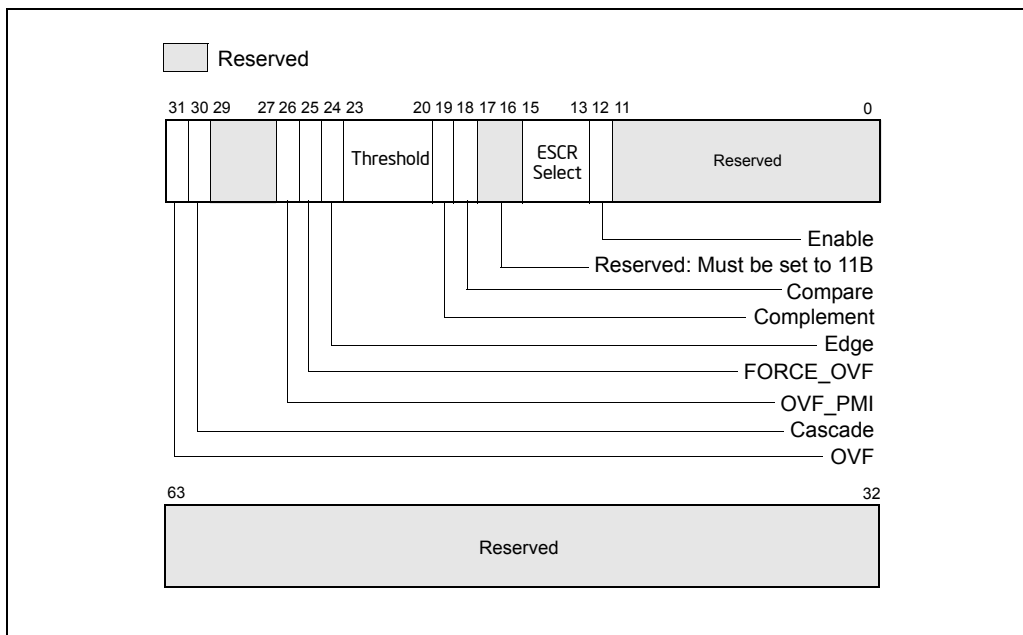 Reserved
31 30 29 27 26 25 24 23 20 19 18 17 16 15 13 12 11 0
Threshold
ESCR
Select
Reserved
Enable
Reserved: Must be set to 11B
Compare
Complement
Edge
FORCE_OVF
OVF_PMI
Cascade
OVF
63 32
Reserved